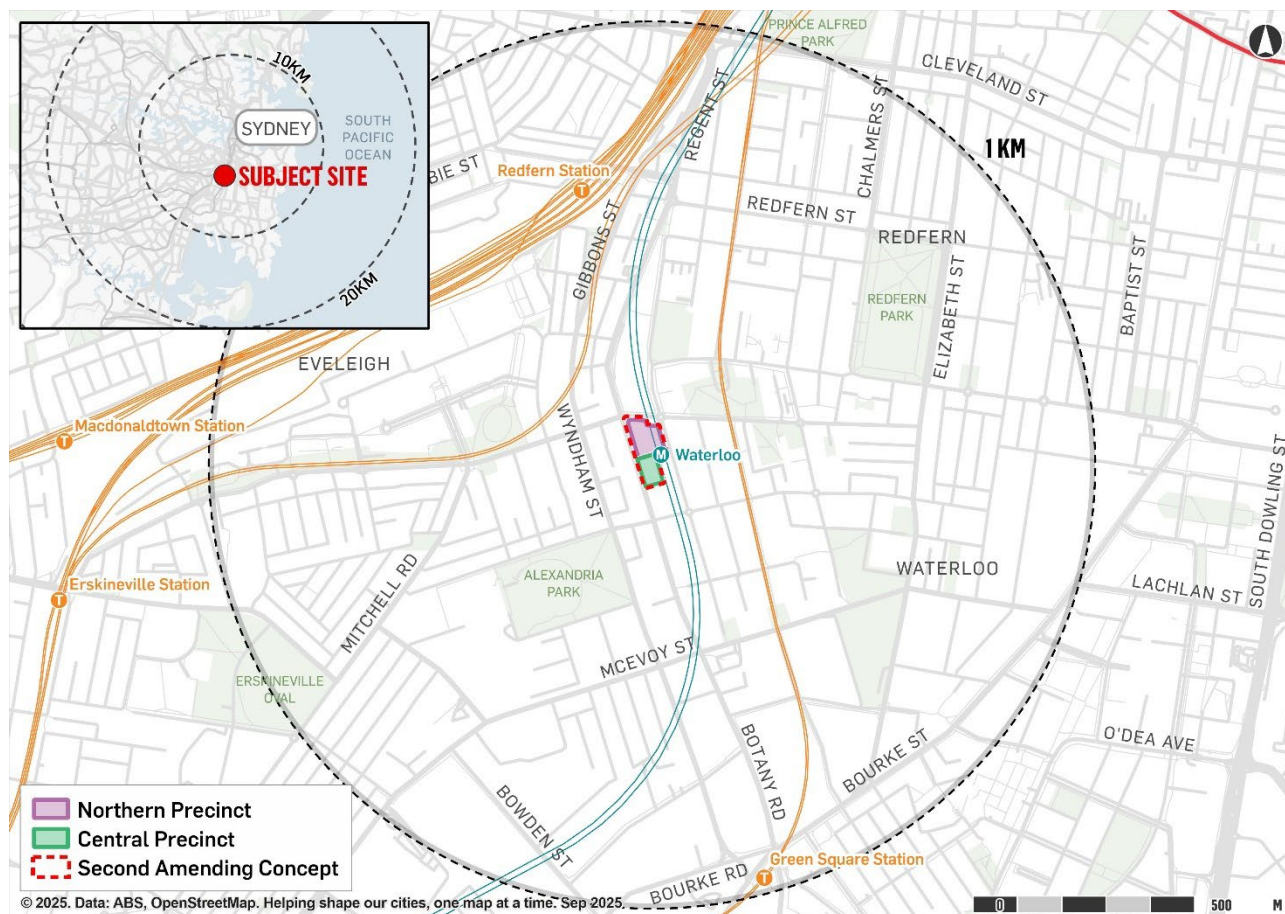 10KM
SYDNEY
SOUTH
PACIFIC
OCEAN
SUBJECT SITE
20KM
PRINCE ALFRED
PARK
CLEVELAND ST
REGENT ST
CHALMERS ST
1 KM
BIE ST
Redfern Station
T
GIBBONS ST
REDFERN ST
REDFERN
BAPTIST ST
REDFERN
PARK
ELIZABETH ST
EVELEIGH
Macdonaldtown Station
T
WYNDHAM ST
M
Waterloo
SOUTH DOWLING ST
Erskineville Station
T
MITCHELL RD
ALEXANDRIA
PARK
WATERLOO
LACHLAN ST
MCEVOY ST
ERSKINEVILLE
OVAL
BOTANY RD
BOURKE ST
O'DEA AVE
BOWDEN ST
Green Square Station
T
BOURKE RD
Northern Precinct
Central Precinct
Second Amending Concept
© 2025. Data: ABS, OpenStreetMap. Helping shape our cities, one map at a time. Sep 2025.
0 500 M